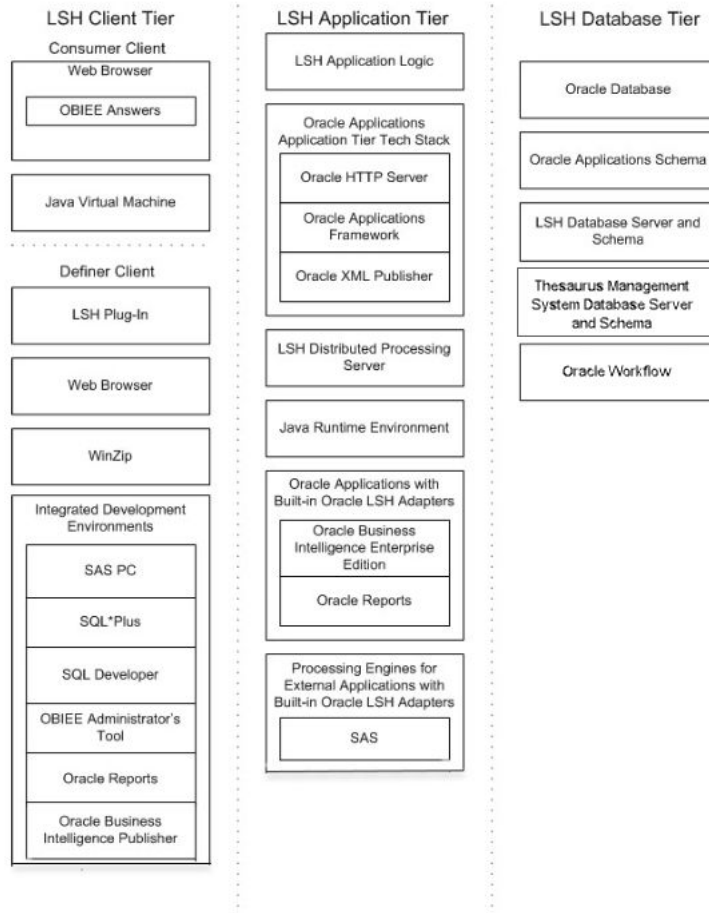 LSH Client Tier
Consumer Client
Web Browser
OBIEE Answers
Java Virtual Machine
Definer Client
LSH Plug-In
Web Browser
WinZip
Integrated Development
Environments
SAS PC
SQL*Plus
SQL Developer
OBIEE Administrator's
Tool
Oracle Reports
Oracle Business
Intelligence Publisher
LSH Application Tier
LSH Application Logic
Oracle Applications
Application Tier Tech Stack
Oracle HTTP Server
Oracle Applications
Framework
Oracle XML Publisher
LSH Distributed Processing
Server
Java Runtime Environment
Oracle Applications with
Built-in Oracle LSH Adapters
Oracle Business
Intelligence Enterprise
Edition
Oracle Reports
Processing Engines for
External Applications with
Built-in Oracle LSH Adapters
SAS
LSH Database Tier
Oracle Database
Oracle Applications Schema
LSH Database Server and
Schema
Thesaurus Management
System Database Server
and Schema
Oracle Workflow